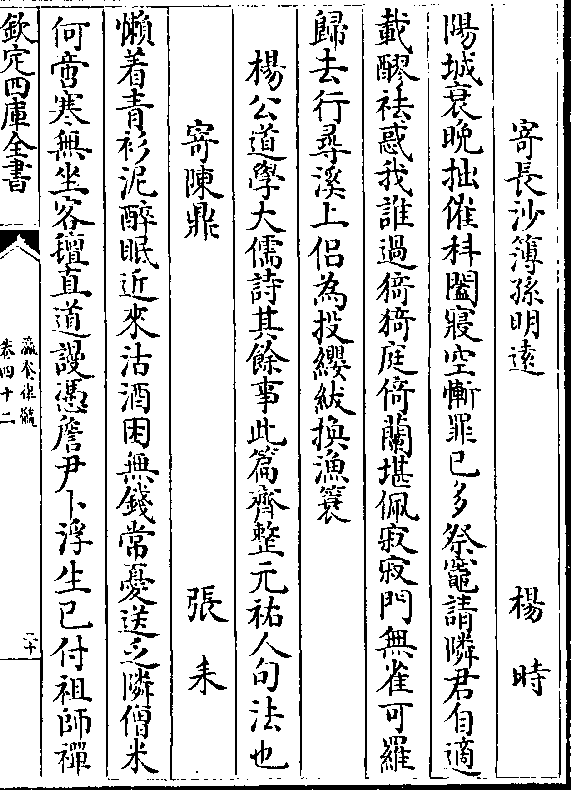 寄長沙簿孫明遠　楊時
陽城衰晚拙催科闔寢空慚罪已多祭竈請隣君自適
載醪袪惑我誰過猗猗庭倚蘭堪佩寂寂門無雀可羅
歸去行尋溪上侣為投纓紱換漁簑
楊公道學大儒詩其餘事此篇齊整元祐人句法也
寄陳鼎　張耒
懶着青衫泥醉眠近來沽酒困無錢常憂送乏隣僧米
何啻寒無坐客氊直道謾憑詹尹卜浮生已付祖師禪
欽定四庫全書
瀛奎律髓
卷四十二
二十